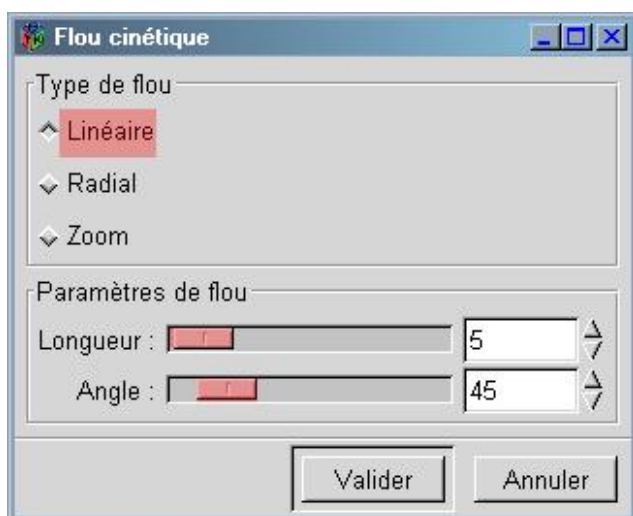 Flou cinétique
Type de flou
Linéaire
Radial
Zoom
Paramètres de flou
Longueur : 5
Angle : 45
Valider Annuler